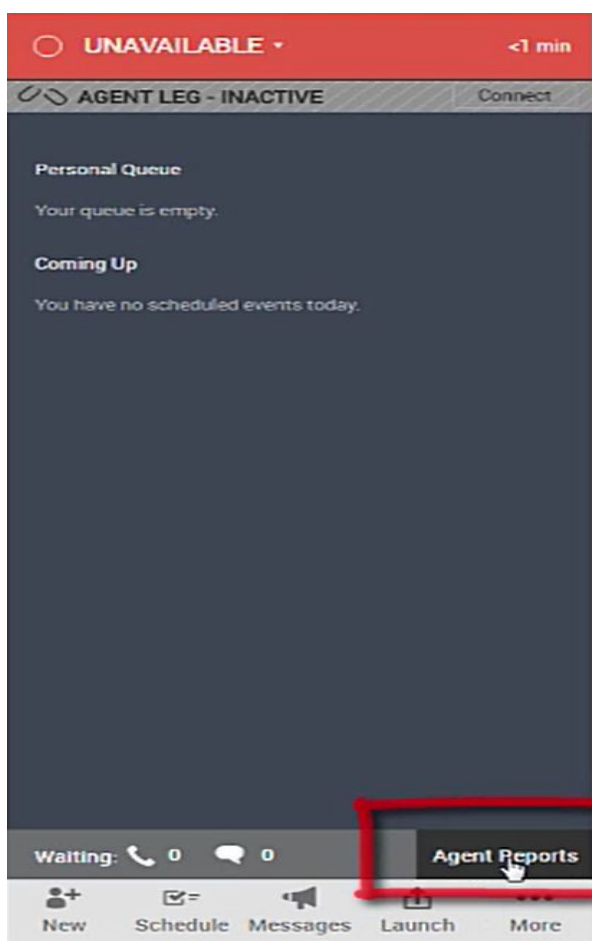 UNAVAILABLE
<1 min
AGENT LEG - INACTIVE
Connect
Personal Queue
Your queue is empty.
Coming Up
You have no scheduled events today.
Waiting: 0 0
Agent Reports
New Schedule Messages Launch More